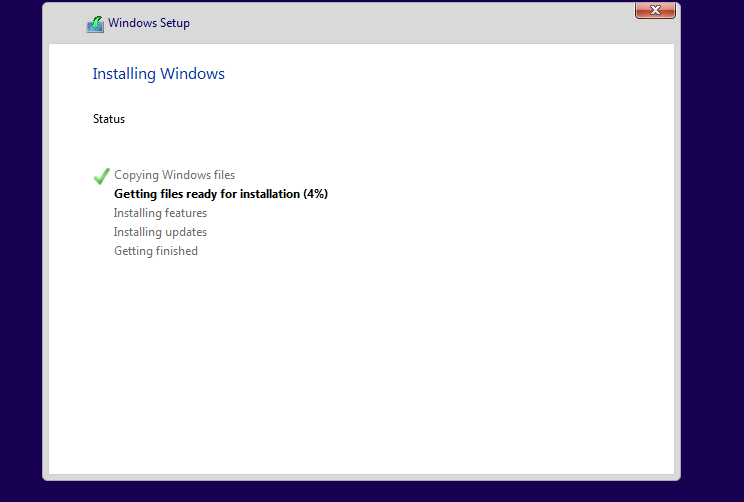 Windows Setup
Installing Windows
Status
Copying Windows files
Getting files ready for installation (4%)
Installing features
Installing updates
Getting finished